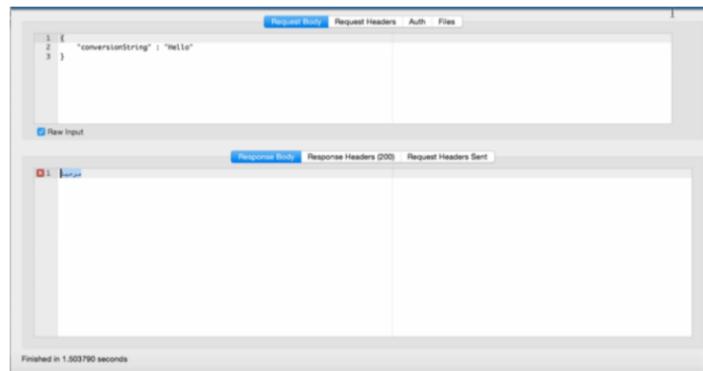 Request Body Request Headers Auth Files
1 {
2 "conversionString" : "Hello"
3 }
Raw Input
Response Body Response Headers (200) Request Headers Sent
1 مرحبا
Finished in 1.503790 seconds